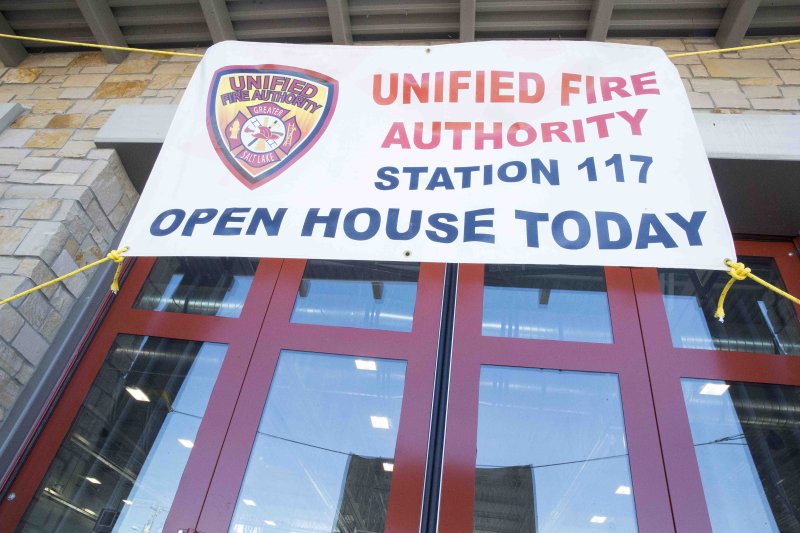 UNIFIED
FIRE AUTHORITY
GREATER
SALT LAKE
UNIFIED FIRE
AUTHORITY
STATION 117
OPEN HOUSE TODAY